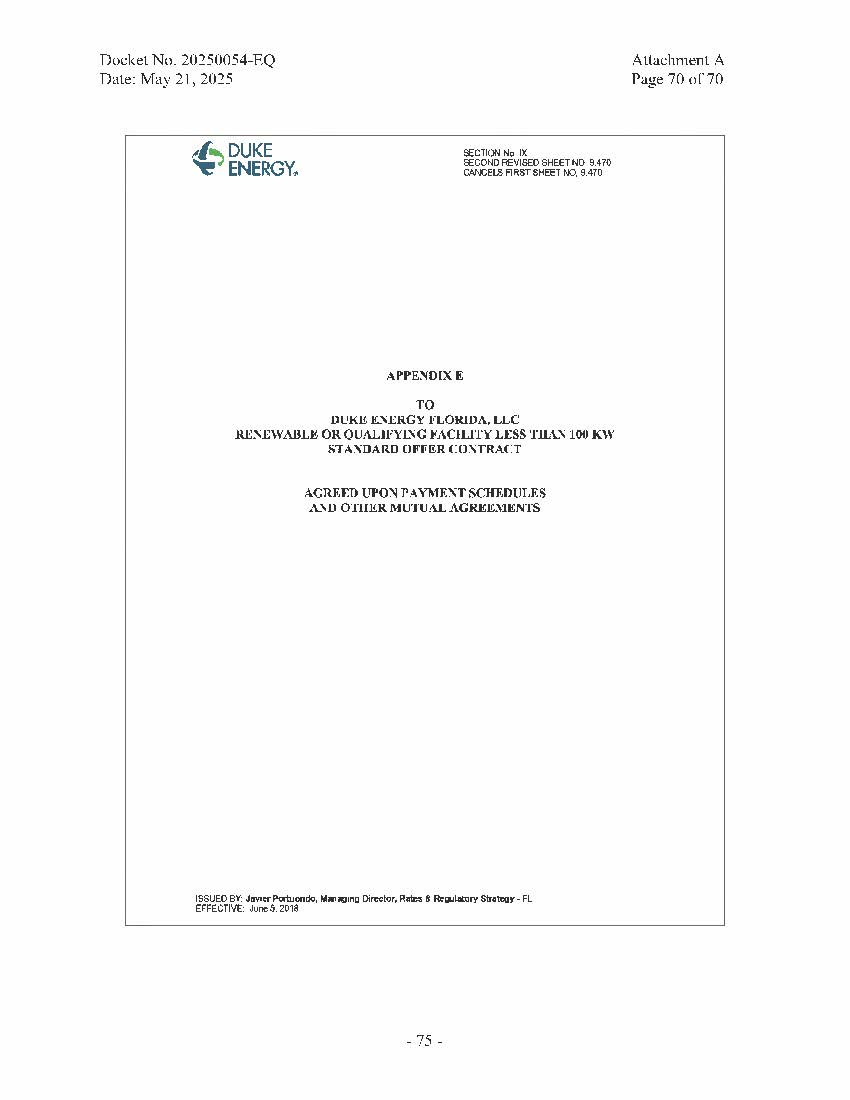 Docket No. 20250054-EQ
Date: May 21, 2025
Attachment A
Page 70 of 70
DUKE
ENERGY®
SECTION No. IX
SECOND REVISED SHEET NO. 9.470
CANCELS FIRST SHEET NO. 9.470
APPENDIX E
TO
DUKE ENERGY FLORIDA, LLC
RENEWABLE OR QUALIFYING FACILITY LESS THAN 100 KW
STANDARD OFFER CONTRACT
AGREED UPON PAYMENT SCHEDULES
AND OTHER MUTUAL AGREEMENTS
ISSUED BY: Javier Portuondo, Managing Director, Rates & Regulatory Strategy - FL
EFFECTIVE: June 5, 2018
- 75 -